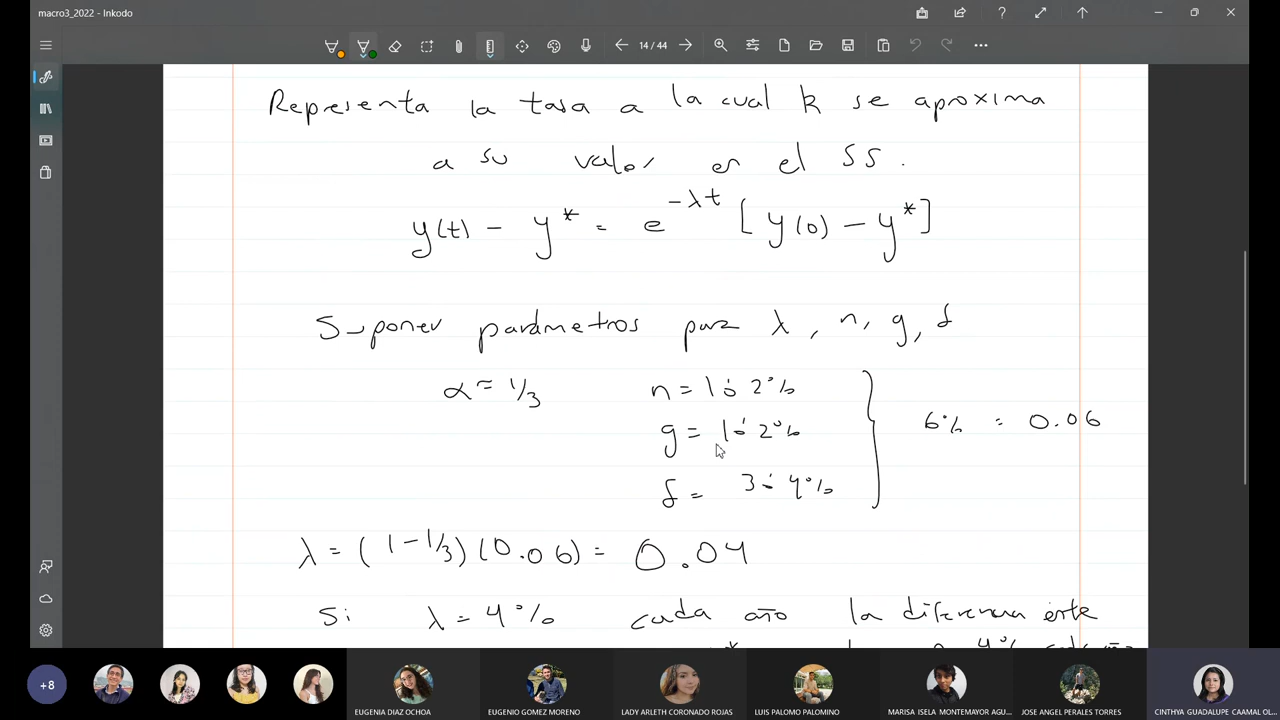 macro3_2022 - Inkodo
14 / 44
Representa la tasa a la cual k se aproxima
a su valor en el SS.
y(t) - y* = e^{-λt} [y(0) - y*]
Suponer parámetros para λ, n, g, δ
α ≈ 1/3
n = 1 ó 2%
g = 1 ó 2%
δ = 3 ó 4%
6% = 0.06
λ = (1 - 1/3)(0.06) = 0.04
Si λ = 4% cada año la diferencia entre
4% cada año
+8
EUGENIA DIAZ OCHOA
EUGENIO GOMEZ MORENO
LADY ARLETH CORONADO ROJAS
LUIS PALOMO PALOMINO
MARISA ISELA MONTEMAYOR AGU...
JOSE ANGEL PERALES TORRES
CINTHYA GUADALUPE CAAMAL OL...